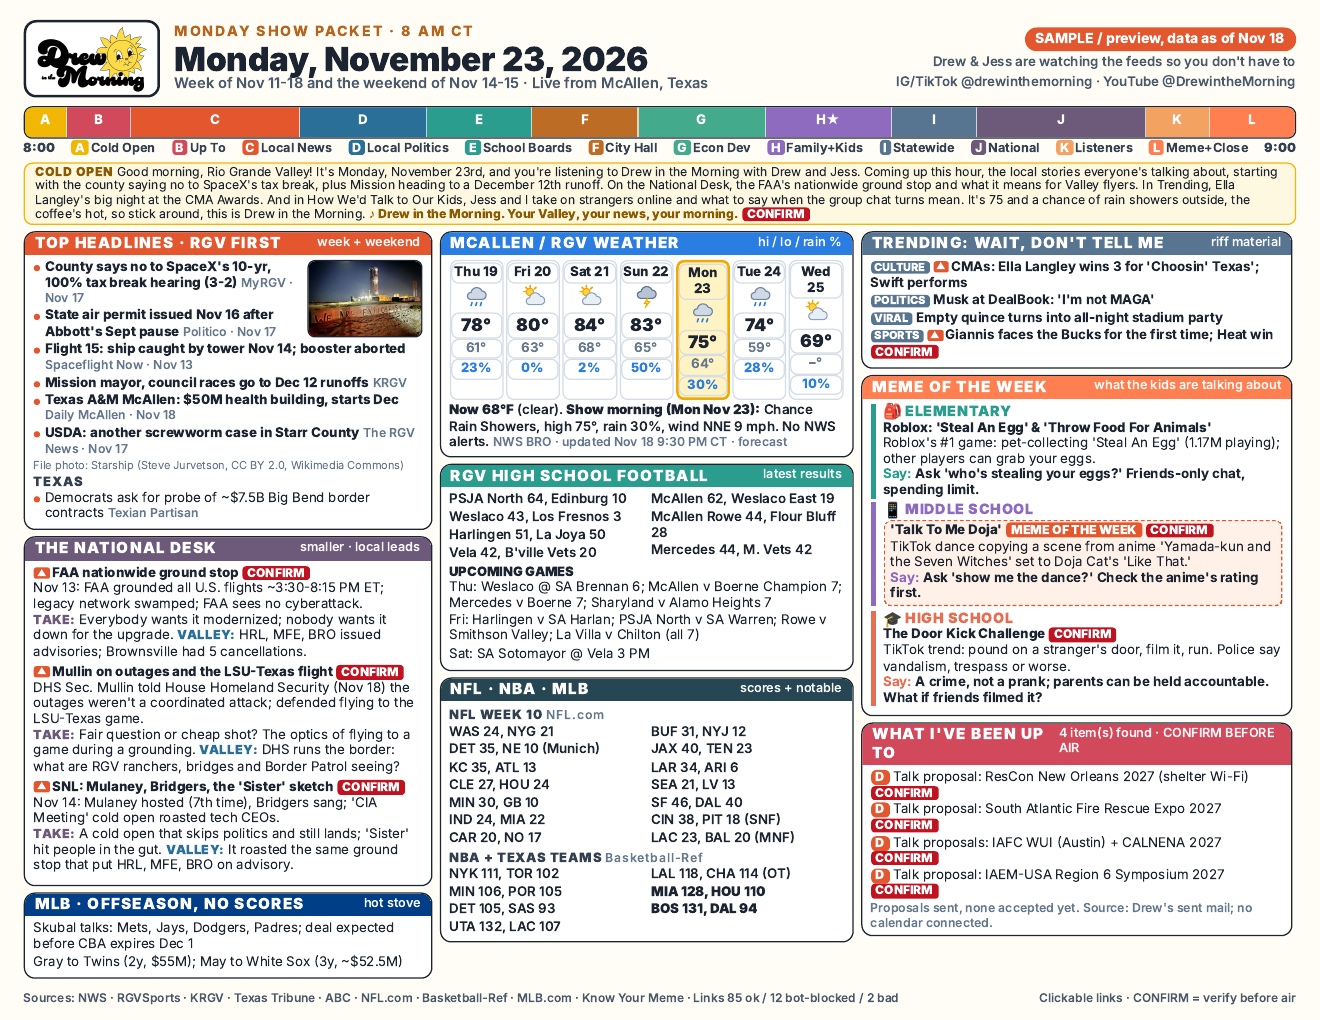 Drew
in the
Morning
MONDAY SHOW PACKET · 8 AM CT
Monday, November 23, 2026
Week of Nov 11-18 and the weekend of Nov 14-15 · Live from McAllen, Texas
SAMPLE / preview, data as of Nov 18
Drew & Jess are watching the feeds so you don't have to
IG/TikTok @drewinthemorning · YouTube @DrewintheMorning
A B C D E F G H★ I J K L
8:00 A Cold Open B Up To C Local News D Local Politics E School Boards F City Hall G Econ Dev H Family+Kids I Statewide J National K Listeners L Meme+Close 9:00
COLD OPEN Good morning, Rio Grande Valley! It's Monday, November 23rd, and you're listening to Drew in the Morning with Drew and Jess. Coming up this hour, the local stories everyone's talking about, starting
with the county saying no to SpaceX's tax break, plus Mission heading to a December 12th runoff. On the National Desk, the FAA's nationwide ground stop and what it means for Valley flyers. In Trending, Ella
Langley's big night at the CMA Awards. And in How We'd Talk to Our Kids, Jess and I take on strangers online and what to say when the group chat turns mean. It's 75 and a chance of rain showers outside, the
coffee's hot, so stick around, this is Drew in the Morning. ♪ Drew in the Morning. Your Valley, your news, your morning. CONFIRM
TOP HEADLINES · RGV FIRST week + weekend
• County says no to SpaceX's 10-yr,
100% tax break hearing (3-2) MyRGV ·
Nov 17
• State air permit issued Nov 16 after
Abbott's Sept pause Politico · Nov 17
• Flight 15: ship caught by tower Nov 14; booster aborted
Spaceflight Now · Nov 13
• Mission mayor, council races go to Dec 12 runoffs KRGV
• Texas A&M McAllen: $50M health building, starts Dec
Daily McAllen · Nov 18
• USDA: another screwworm case in Starr County The RGV
News · Nov 17
File photo: Starship (Steve Jurvetson, CC BY 2.0, Wikimedia Commons)
TEXAS
• Democrats ask for probe of ~$7.5B Big Bend border
contracts Texian Partisan
THE NATIONAL DESK smaller · local leads
FAA nationwide ground stop CONFIRM
Nov 13: FAA grounded all U.S. flights ~3:30-8:15 PM ET;
legacy network swamped; FAA sees no cyberattack.
TAKE: Everybody wants it modernized; nobody wants it
down for the upgrade. VALLEY: HRL, MFE, BRO issued
advisories; Brownsville had 5 cancellations.
Mullin on outages and the LSU-Texas flight CONFIRM
DHS Sec. Mullin told House Homeland Security (Nov 18) the
outages weren't a coordinated attack; defended flying to the
LSU-Texas game.
TAKE: Fair question or cheap shot? The optics of flying to a
game during a grounding. VALLEY: DHS runs the border:
what are RGV ranchers, bridges and Border Patrol seeing?
SNL: Mulaney, Bridgers, the 'Sister' sketch CONFIRM
Nov 14: Mulaney hosted (7th time), Bridgers sang; 'CIA
Meeting' cold open roasted tech CEOs.
TAKE: A cold open that skips politics and still lands; 'Sister'
hit people in the gut. VALLEY: It roasted the same ground
stop that put HRL, MFE, BRO on advisory.
MLB · OFFSEASON, NO SCORES hot stove
Skubal talks: Mets, Jays, Dodgers, Padres; deal expected
before CBA expires Dec 1
Gray to Twins (2y, $55M); May to White Sox (3y, ~$52.5M)
MCALLEN / RGV WEATHER hi / lo / rain %
Thu 19 Fri 20 Sat 21 Sun 22 Mon 23 Tue 24 Wed 25
78° 80° 84° 83° 75° 74° 69°
61° 63° 68° 65° 64° 59° –°
23% 0% 2% 50% 30% 28% 10%
Now 68°F (clear). Show morning (Mon Nov 23): Chance
Rain Showers, high 75°, rain 30%, wind NNE 9 mph. No NWS
alerts. NWS BRO · updated Nov 18 9:30 PM CT · forecast
RGV HIGH SCHOOL FOOTBALL latest results
PSJA North 64, Edinburg 10
Weslaco 43, Los Fresnos 3
Harlingen 51, La Joya 50
Vela 42, B'ville Vets 20
McAllen 62, Weslaco East 19
McAllen Rowe 44, Flour Bluff
28
Mercedes 44, M. Vets 42
UPCOMING GAMES
Thu: Weslaco @ SA Brennan 6; McAllen v Boerne Champion 7;
Mercedes v Boerne 7; Sharyland v Alamo Heights 7
Fri: Harlingen v SA Harlan; PSJA North v SA Warren; Rowe v
Smithson Valley; La Villa v Chilton (all 7)
Sat: SA Sotomayor @ Vela 3 PM
NFL · NBA · MLB scores + notable
NFL WEEK 10 NFL.com
WAS 24, NYG 21
DET 35, NE 10 (Munich)
KC 35, ATL 13
CLE 27, HOU 24
MIN 30, GB 10
IND 24, MIA 22
CAR 20, NO 17
BUF 31, NYJ 12
JAX 40, TEN 23
LAR 34, ARI 6
SEA 21, LV 13
SF 46, DAL 40
CIN 38, PIT 18 (SNF)
LAC 23, BAL 20 (MNF)
NBA + TEXAS TEAMS Basketball-Ref
NYK 111, TOR 102
MIN 106, POR 105
DET 105, SAS 93
UTA 132, LAC 107
LAL 118, CHA 114 (OT)
MIA 128, HOU 110
BOS 131, DAL 94
TRENDING: WAIT, DON'T TELL ME riff material
CULTURE CMAs: Ella Langley wins 3 for 'Choosin' Texas';
Swift performs
POLITICS Musk at DealBook: 'I'm not MAGA'
VIRAL Empty quince turns into all-night stadium party
SPORTS Giannis faces the Bucks for the first time; Heat win
CONFIRM
MEME OF THE WEEK what the kids are talking about
ELEMENTARY
Roblox: 'Steal An Egg' & 'Throw Food For Animals'
Roblox's #1 game: pet-collecting 'Steal An Egg' (1.17M playing);
other players can grab your eggs.
Say: Ask 'who's stealing your eggs?' Friends-only chat,
spending limit.
MIDDLE SCHOOL
'Talk To Me Doja' MEME OF THE WEEK CONFIRM
TikTok dance copying a scene from anime 'Yamada-kun and
the Seven Witches' set to Doja Cat's 'Like That.'
Say: Ask 'show me the dance?' Check the anime's rating
first.
HIGH SCHOOL
The Door Kick Challenge CONFIRM
TikTok trend: pound on a stranger's door, film it, run. Police say
vandalism, trespass or worse.
Say: A crime, not a prank; parents can be held accountable.
What if friends filmed it?
WHAT I'VE BEEN UP TO 4 item(s) found · CONFIRM BEFORE AIR
D Talk proposal: ResCon New Orleans 2027 (shelter Wi-Fi)
CONFIRM
D Talk proposal: South Atlantic Fire Rescue Expo 2027
CONFIRM
D Talk proposals: IAFC WUI (Austin) + CALNENA 2027
CONFIRM
D Talk proposal: IAEM-USA Region 6 Symposium 2027
CONFIRM
Proposals sent, none accepted yet. Source: Drew's sent mail; no
calendar connected.
Sources: NWS · RGVSports · KRGV · Texas Tribune · ABC · NFL.com · Basketball-Ref · MLB.com · Know Your Meme · Links 85 ok / 12 bot-blocked / 2 bad
Clickable links · CONFIRM = verify before air